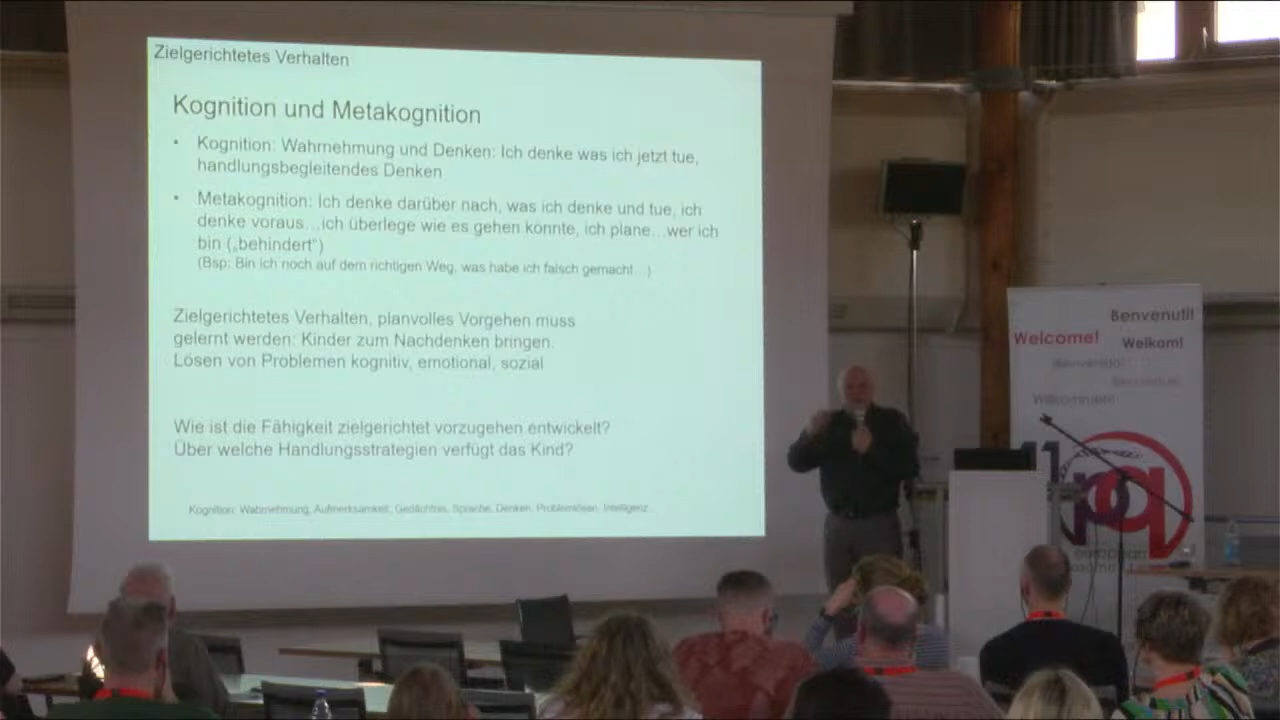 Zielgerichtetes Verhalten
Kognition und Metakognition
• Kognition: Wahrnehmung und Denken: Ich denke was ich jetzt tue,
handlungsbegleitendes Denken
• Metakognition: Ich denke darüber nach, was ich denke und tue, ich
denke voraus…ich überlege wie es gehen könnte, ich plane…wer ich
bin („behindert“)
(Bsp: Bin ich noch auf dem richtigen Weg, was habe ich falsch gemacht…)
Zielgerichtetes Verhalten, planvolles Vorgehen muss
gelernt werden: Kinder zum Nachdenken bringen.
Lösen von Problemen kognitiv, emotional, sozial
Wie ist die Fähigkeit zielgerichtet vorzugehen entwickelt?
Über welche Handlungsstrategien verfügt das Kind?
Kognition: Wahrnehmung, Aufmerksamkeit, Gedächtnis, Sprache, Denken, Problemlösen, Intelligenz
Benvenuti!
Welcome!
Welkom!
Willkommen!
11
european